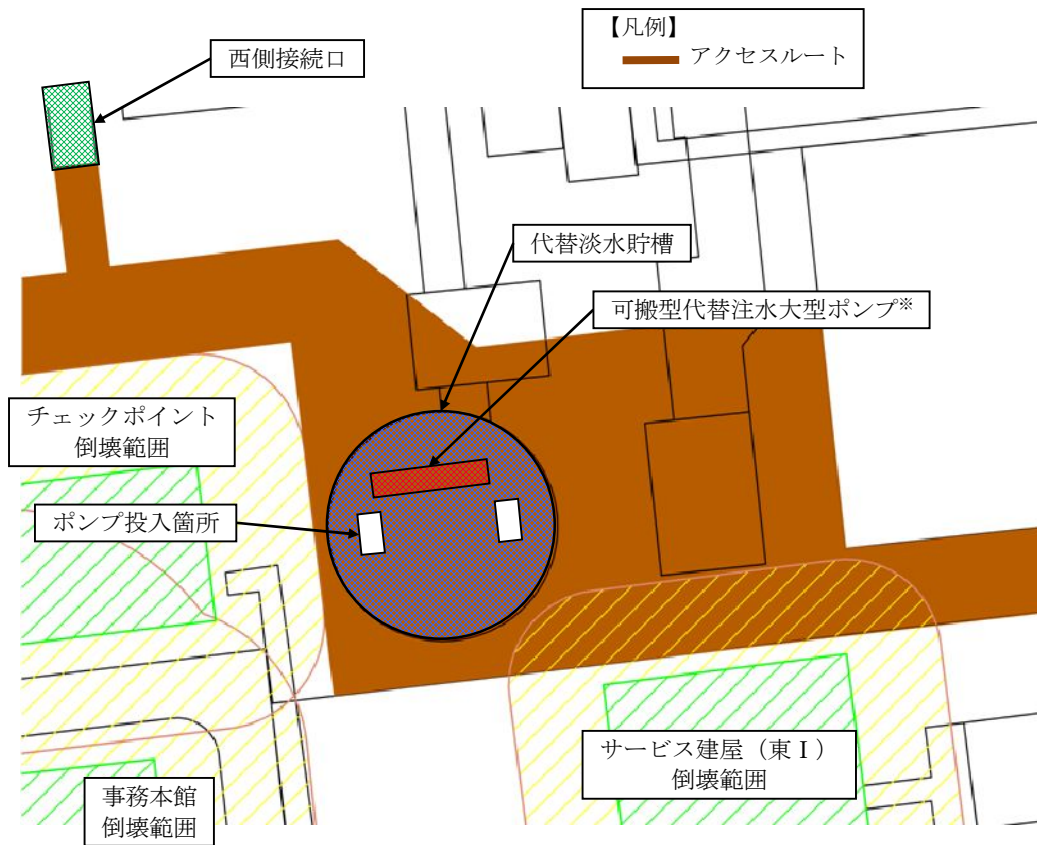 【凡例】
アクセスルート
西側接続口
代替淡水貯槽
可搬型代替注水大型ポンプ※
チェックポイント
倒壊範囲
ポンプ投入箇所
サービス建屋（東Ⅰ）
倒壊範囲
事務本館
倒壊範囲